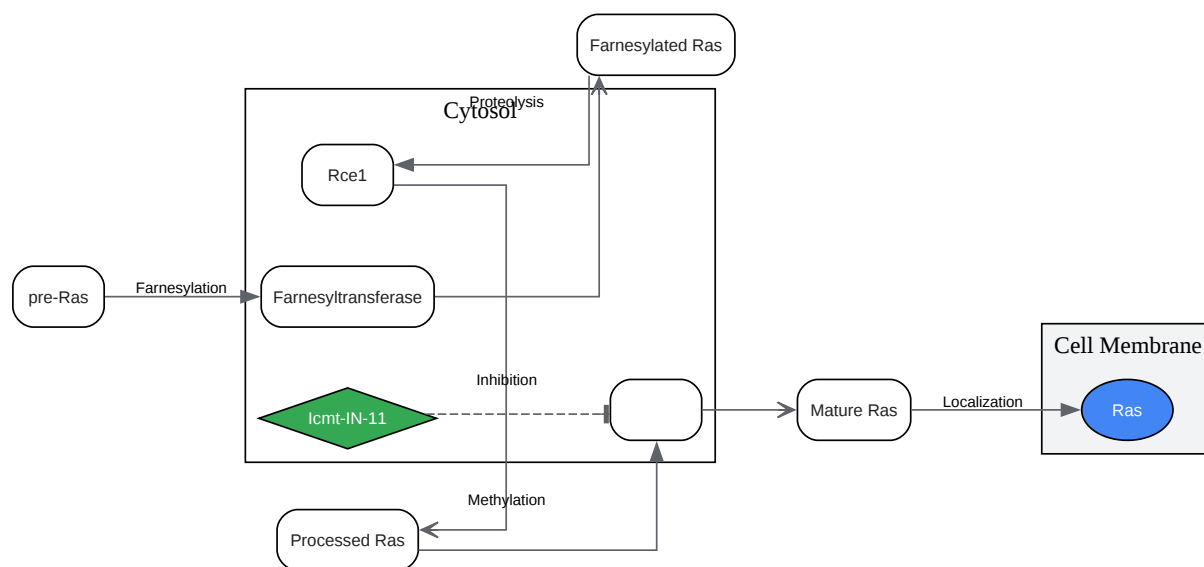 Farnesylated Ras
Proteolysis
Cytosol
Rce1
pre-Ras
Farnesylation
Farnesyltransferase
Cell Membrane
Inhibition
Icmt-IN-11
Mature Ras
Localization
Ras
Methylation
Processed Ras